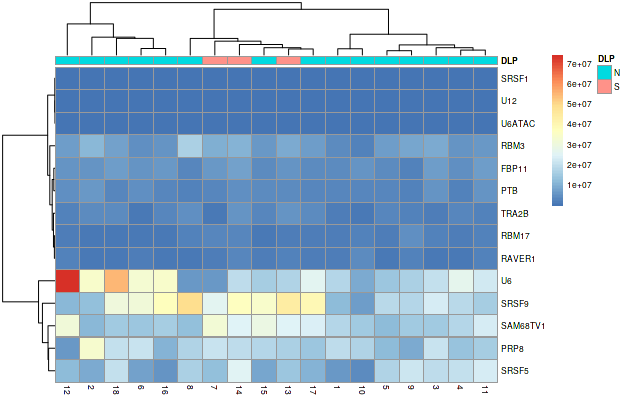 DLP
SRSF1
U12
U6ATAC
RBM3
FBP11
PTB
TRA2B
RBM17
RAVER1
U6
SRSF9
SAM68TV1
PRP8
SRSF5
12 2 18 6 16 8 7 14 15 13 17 1 10 5 9 3 4 11
7e+07
6e+07
5e+07
4e+07
3e+07
2e+07
1e+07
DLP
N
S